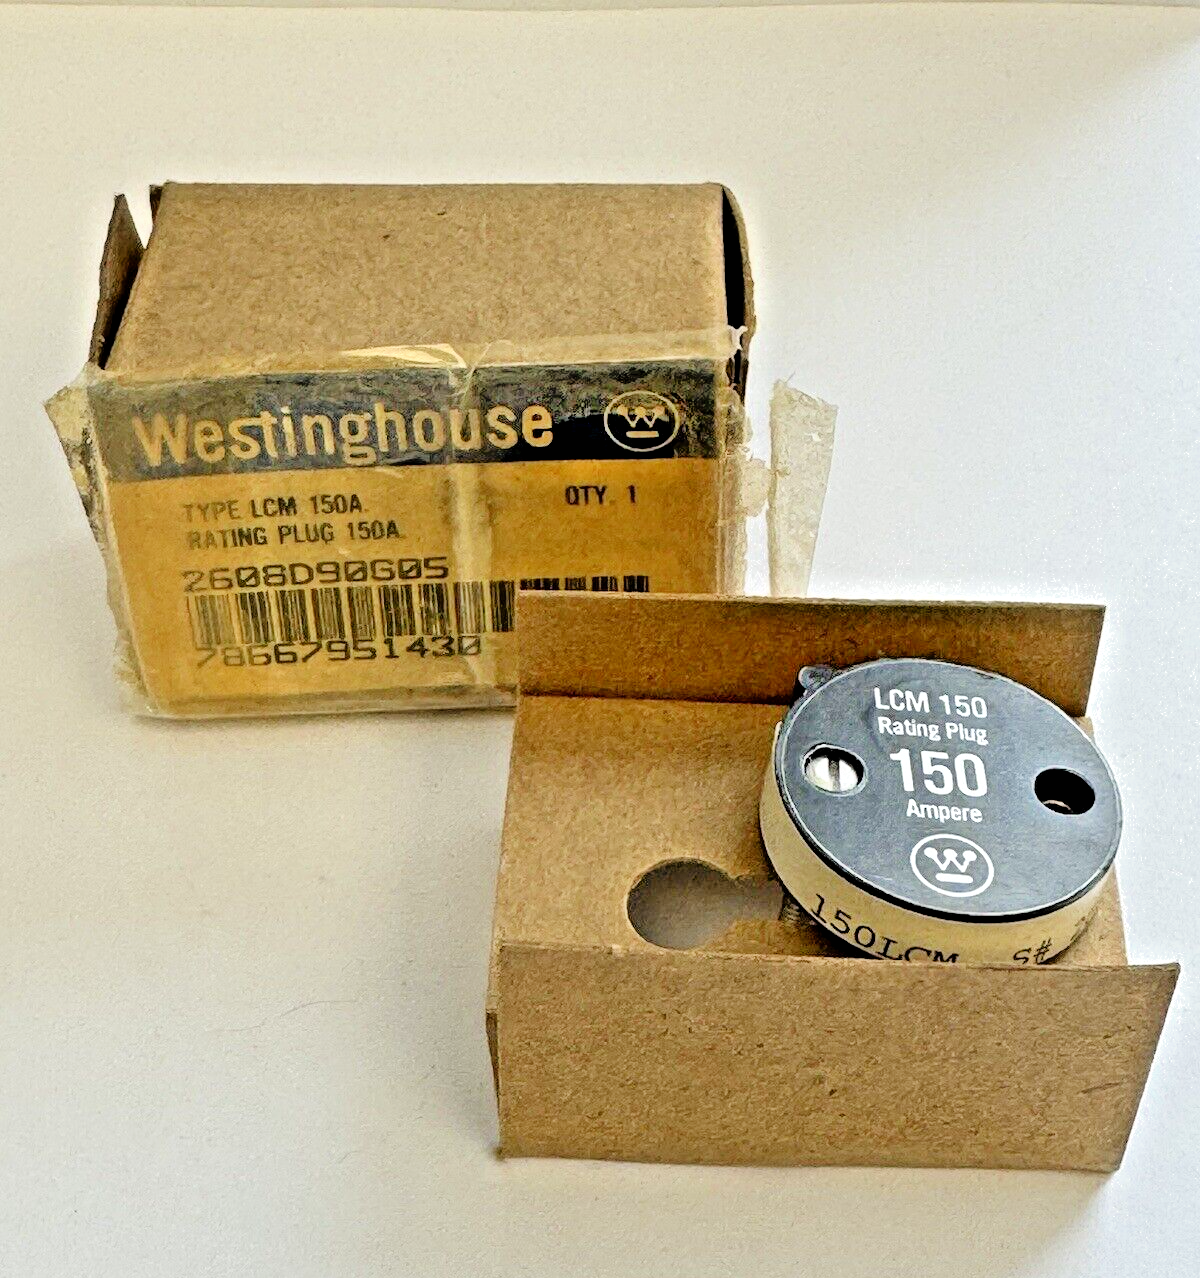 Westinghouse
TYPE LCM 150A
QTY. 1
RATING PLUG 150A
2608D90G05
78667951430
LCM 150
Rating Plug
150
Ampere
150LCM S#